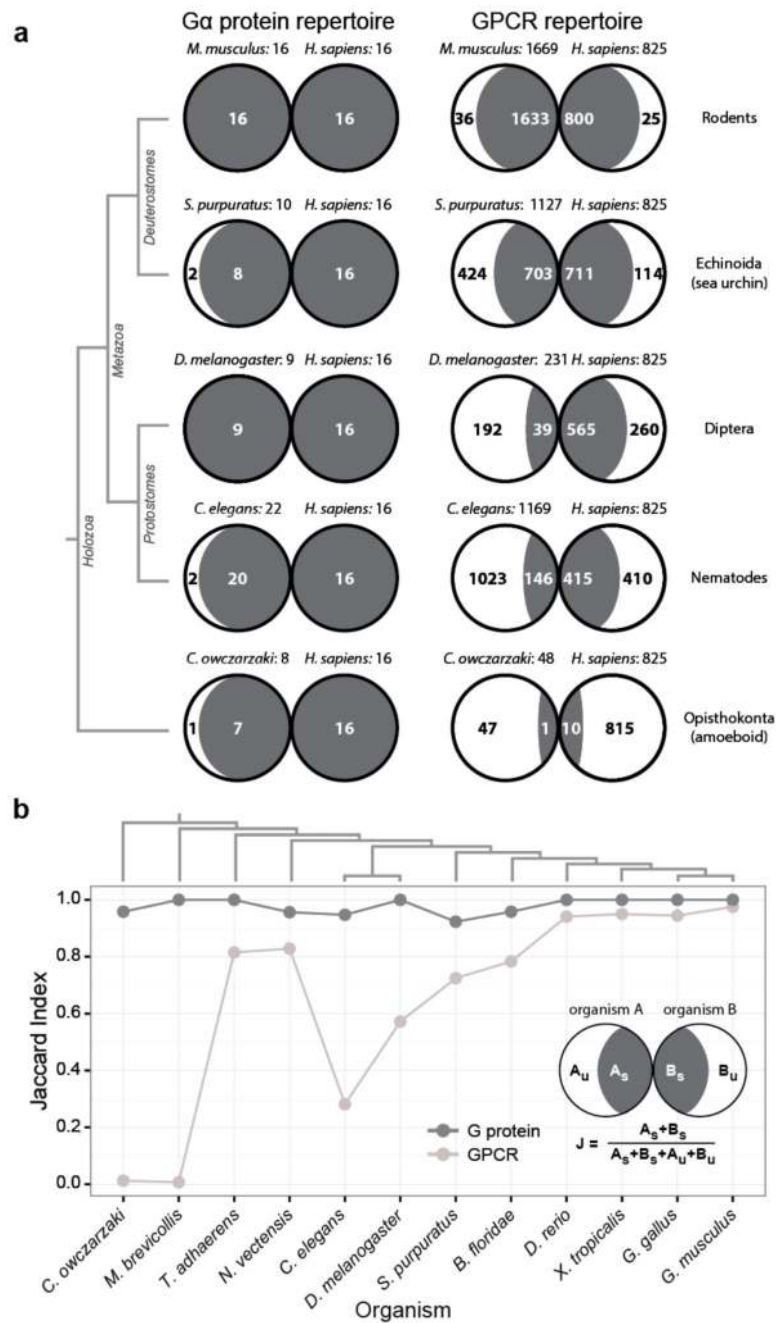 a
Gα protein repertoire
GPCR repertoire
M. musculus: 16 H. sapiens: 16
M. musculus: 1669 H. sapiens: 825
16 16
36 1633 800 25
Rodents
S. purpuratus: 10 H. sapiens: 16
S. purpuratus: 1127 H. sapiens: 825
2 8 16
424 703 711 114
Echinoida
(sea urchin)
D. melanogaster: 9 H. sapiens: 16
D. melanogaster: 231 H. sapiens: 825
9 16
192 39 565 260
Diptera
C. elegans: 22 H. sapiens: 16
C. elegans: 1169 H. sapiens: 825
2 20 16
1023 146 415 410
Nematodes
C. owczarzaki: 8 H. sapiens: 16
C. owczarzaki: 48 H. sapiens: 825
1 7 16
47 1 10 815
Opisthokonta
(amoeboid)
Deuterostomes
Metazoa
Protostomes
Holozoa
b
Jaccard Index
1.0
0.8
0.6
0.4
0.2
0.0
organism A organism B
Au As Bs Bu
J = As+Bs
As+Bs+Au+Bu
G protein
GPCR
C. owczarzaki
M. brevicollis
T. adhaerens
N. vectensis
C. elegans
D. melanogaster
S. purpuratus
B. floridae
D. rerio
X. tropicalis
G. gallus
G. musculus
Organism